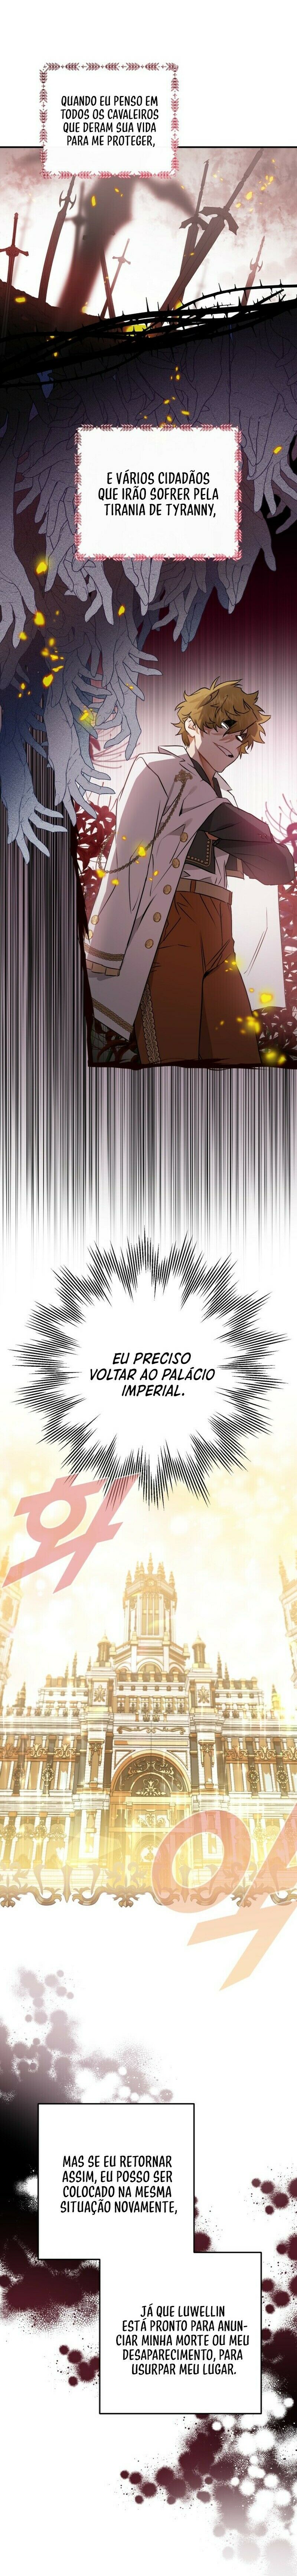 QUANDO EU PENSO EM
TODOS OS CAVALEIROS
QUE DERAM SUA VIDA
PARA ME PROTEGER,
E VÁRIOS CIDADÃOS
QUE IRÃO SOFRER PELA
TIRANIA DE TYRANNY,
EU PRECISO
VOLTAR AO PALÁCIO
IMPERIAL.
화
아
MAS SE EU RETORNAR
ASSIM, EU POSSO SER
COLOCADO NA MESMA
SITUAÇÃO NOVAMENTE,
JÁ QUE LUWELLIN
ESTÁ PRONTO PARA ANUN-
CIAR MINHA MORTE OU MEU
DESAPARECIMENTO, PARA
USURPAR MEU LUGAR.